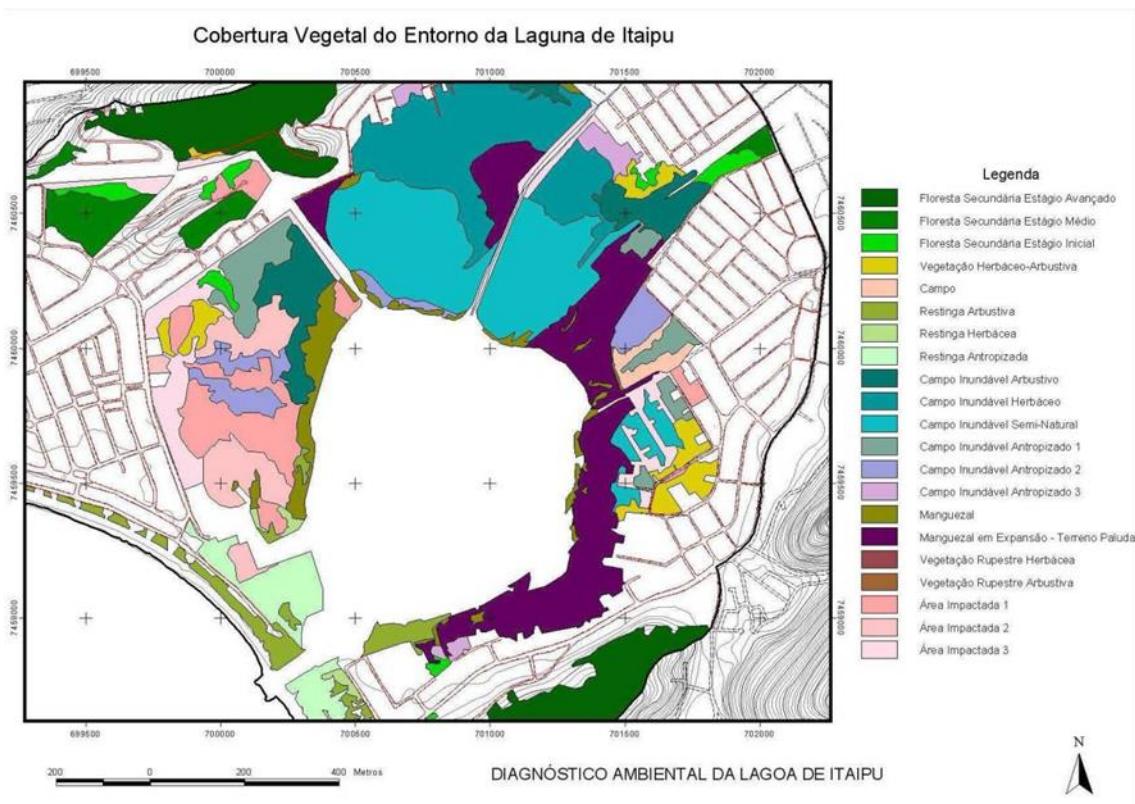 Cobertura Vegetal do Entorno da Laguna de Itaipu
699500 700000 700500 701000 701500 702000
7460500 7460500
7460000 7460000
7459500 7459500
7459000 7459000
699500 700000 700500 701000 701500 702000
Legenda
Floresta Secundária Estágio Avançado
Floresta Secundária Estágio Médio
Floresta Secundária Estágio Inicial
Vegetação Herbáceo-Arbustiva
Campo
Restinga Arbustiva
Restinga Herbácea
Restinga Antropizada
Campo Inundável Arbustivo
Campo Inundável Herbáceo
Campo Inundável Semi-Natural
Campo Inundável Antropizado 1
Campo Inundável Antropizado 2
Campo Inundável Antropizado 3
Manguezal
Manguezal em Expansão - Terreno Paluda
Vegetação Rupestre Herbácea
Vegetação Rupestre Arbustiva
Área Impactada 1
Área Impactada 2
Área Impactada 3
200 0 200 400 Metros
DIAGNÓSTICO AMBIENTAL DA LAGOA DE ITAIPU
N